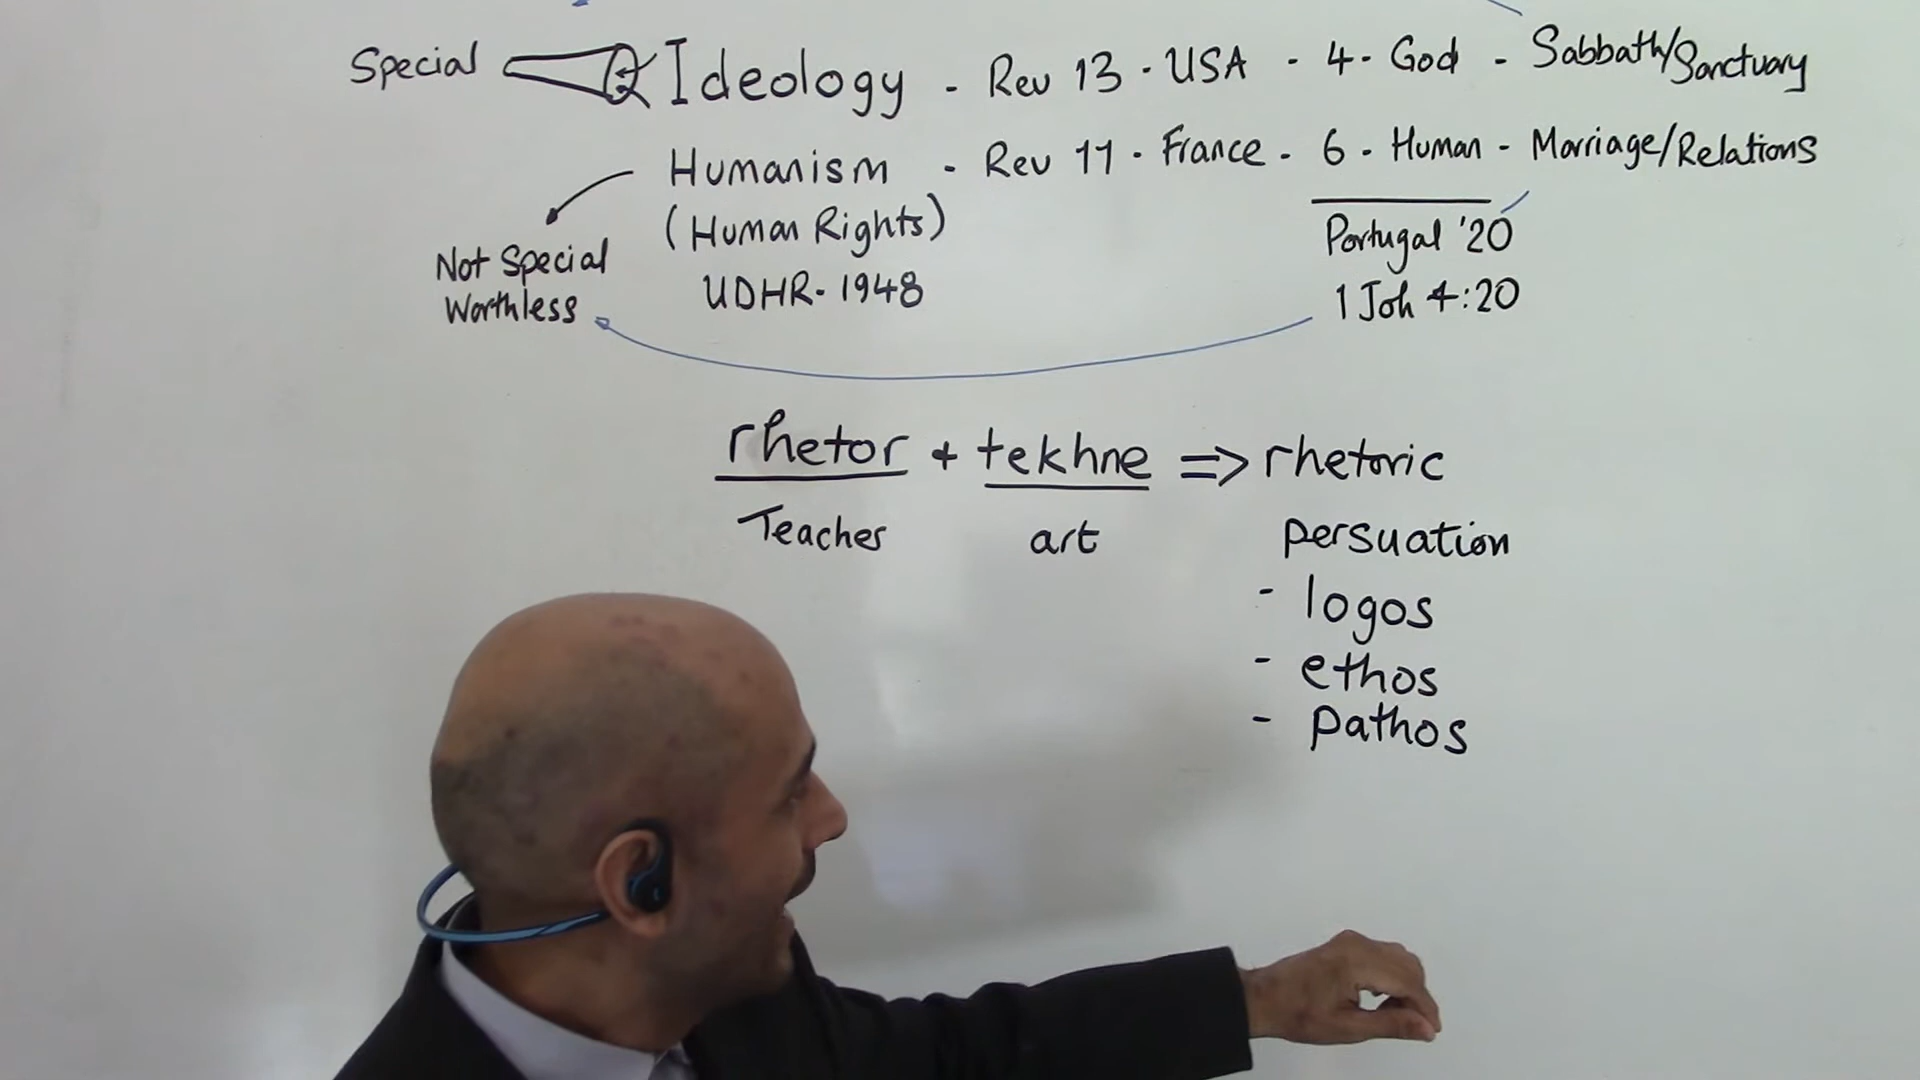 Special Ideology - Rev 13 - USA - 4 - God - Sabbath/Sanctuary
Humanism - Rev 11 - France - 6 - Human - Marriage/Relations
(Human Rights) Portugal '20
Not Special
Worthless UDHR - 1948 1 Joh 4:20
rhetor + tekhne => rhetoric
Teaches art persuation
- logos
- ethos
- pathos